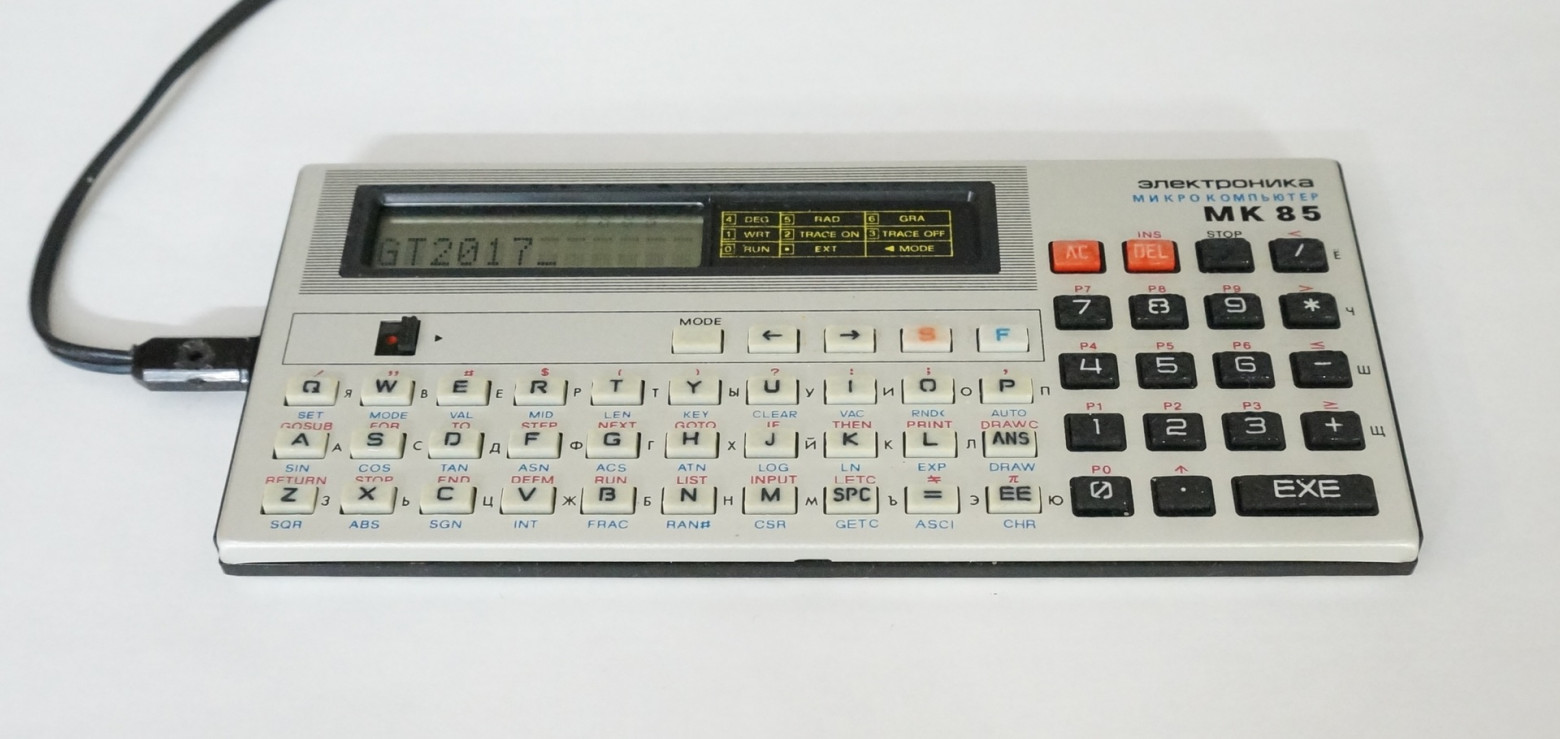 электроника
МИКРОКОМПЬЮТЕР
МК 85
4 DEG 5 RAD 6 GRA
1 WRT 2 TRACE ON 3 TRACE OFF
0 RUN • EXT ◄ MODE
GT2017_
INS STOP <
AC DEL / Ё
P7 P8 P9 >
7 8 9 * Ч
MODE
← → S F
P4 P5 P6 ≤
4 5 6 - Ш
" # $ ( ) ? : ; ,
Q Я W В E Е R Р T Т Y Ы U У I И O О P П
SET MODE VAL MID LEN KEY CLEAR VAC AUTO
P1 P2 P3 ≥
1 2 3 + Щ
GOSUB FOR TO STEP NEXT GOTO IF THEN PRINT DRAWC
A А S С D Д F Ф G Г H Х J Й K К L Л ANS
SIN COS TAN ASN ACS ATN LOG LN EXP DRAW
P0 ↑
0 . EXE
RETURN STOP END DEFM RUN LIST INPUT LETC π
Z З X Ь C Ц V Ж B Б N Н M М SPC Ъ = Э EE Ю
SQR ABS SGN INT FRAC RAN# CSR GETC ASCI CHR